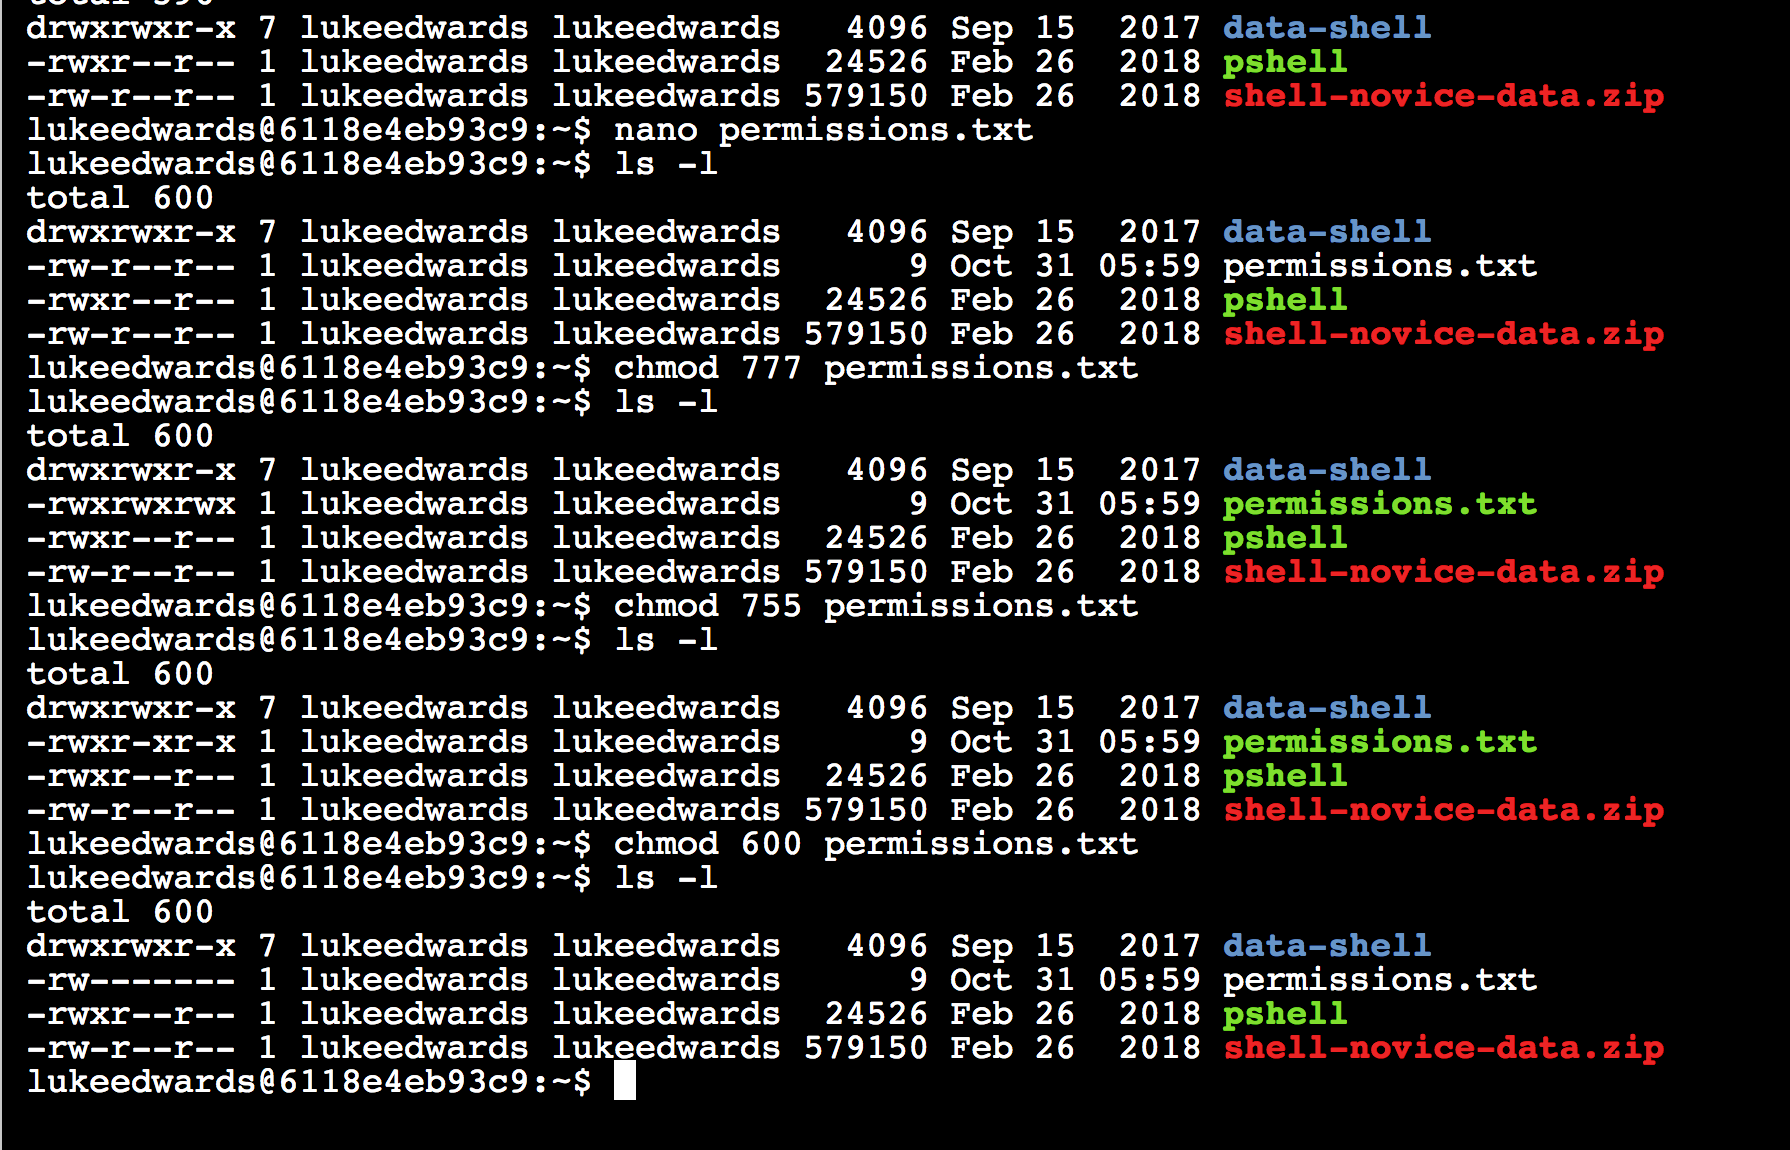 drwxrwxr-x 7 lukeedwards lukeedwards   4096 Sep 15  2017 data-shell
-rwxr--r-- 1 lukeedwards lukeedwards  24526 Feb 26  2018 pshell
-rw-r--r-- 1 lukeedwards lukeedwards 579150 Feb 26  2018 shell-novice-data.zip
lukeedwards@6118e4eb93c9:~$ nano permissions.txt
lukeedwards@6118e4eb93c9:~$ ls -l
total 600
drwxrwxr-x 7 lukeedwards lukeedwards   4096 Sep 15  2017 data-shell
-rw-r--r-- 1 lukeedwards lukeedwards      9 Oct 31 05:59 permissions.txt
-rwxr--r-- 1 lukeedwards lukeedwards  24526 Feb 26  2018 pshell
-rw-r--r-- 1 lukeedwards lukeedwards 579150 Feb 26  2018 shell-novice-data.zip
lukeedwards@6118e4eb93c9:~$ chmod 777 permissions.txt
lukeedwards@6118e4eb93c9:~$ ls -l
total 600
drwxrwxr-x 7 lukeedwards lukeedwards   4096 Sep 15  2017 data-shell
-rwxrwxrwx 1 lukeedwards lukeedwards      9 Oct 31 05:59 permissions.txt
-rwxr--r-- 1 lukeedwards lukeedwards  24526 Feb 26  2018 pshell
-rw-r--r-- 1 lukeedwards lukeedwards 579150 Feb 26  2018 shell-novice-data.zip
lukeedwards@6118e4eb93c9:~$ chmod 755 permissions.txt
lukeedwards@6118e4eb93c9:~$ ls -l
total 600
drwxrwxr-x 7 lukeedwards lukeedwards   4096 Sep 15  2017 data-shell
-rwxr-xr-x 1 lukeedwards lukeedwards      9 Oct 31 05:59 permissions.txt
-rwxr--r-- 1 lukeedwards lukeedwards  24526 Feb 26  2018 pshell
-rw-r--r-- 1 lukeedwards lukeedwards 579150 Feb 26  2018 shell-novice-data.zip
lukeedwards@6118e4eb93c9:~$ chmod 600 permissions.txt
lukeedwards@6118e4eb93c9:~$ ls -l
total 600
drwxrwxr-x 7 lukeedwards lukeedwards   4096 Sep 15  2017 data-shell
-rw------- 1 lukeedwards lukeedwards      9 Oct 31 05:59 permissions.txt
-rwxr--r-- 1 lukeedwards lukeedwards  24526 Feb 26  2018 pshell
-rw-r--r-- 1 lukeedwards lukeedwards 579150 Feb 26  2018 shell-novice-data.zip
lukeedwards@6118e4eb93c9:~$